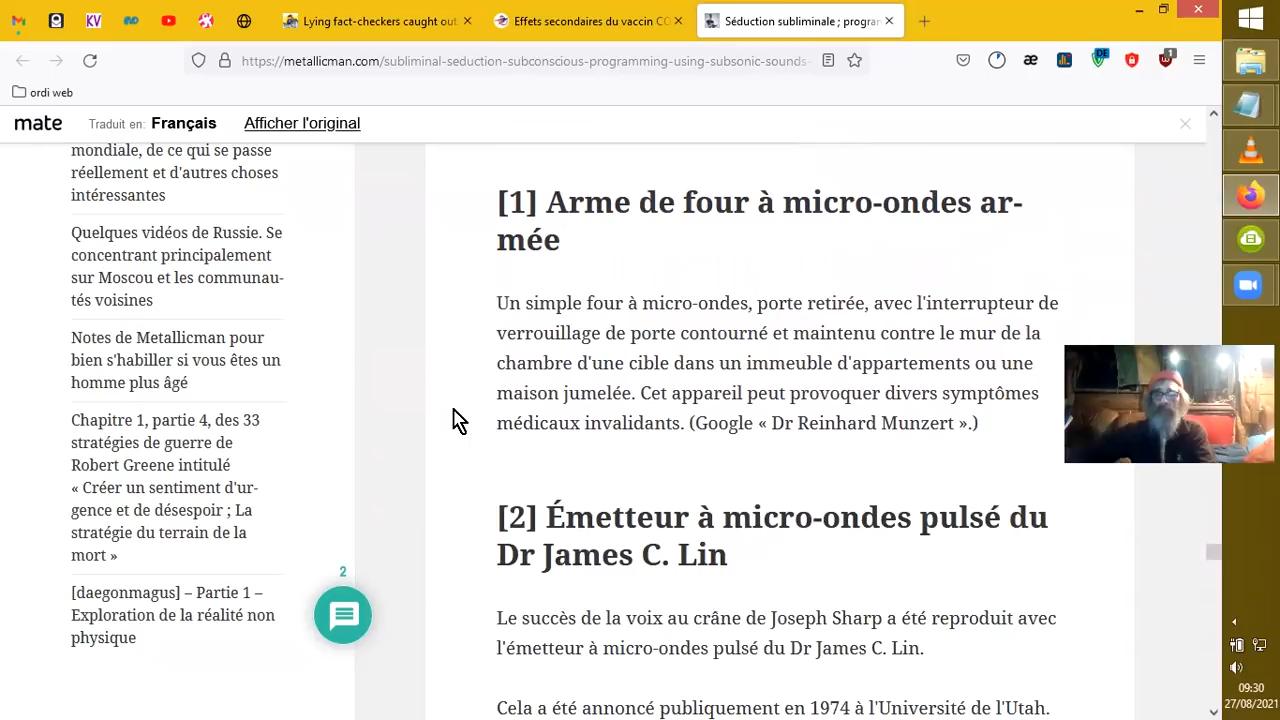 Lying fact-checkers caught out
Effets secondaires du vaccin CO
Séduction subliminale ; progra
https://metallicman.com/subliminal-seduction-subconscious-programming-using-subsonic-sounds-
ordi web
mate
Traduit en: Français
Afficher l'original
mondiale, de ce qui se passe
réellement et d'autres choses
intéressantes
Quelques vidéos de Russie. Se
concentrant principalement
sur Moscou et les communau-
tés voisines
Notes de Metallicman pour
bien s'habiller si vous êtes un
homme plus âgé
Chapitre 1, partie 4, des 33
stratégies de guerre de
Robert Greene intitulé
« Créer un sentiment d'ur-
gence et de désespoir ; La
stratégie du terrain de la
mort »
[daegonmagus] – Partie 1 –
Exploration de la réalité non
physique
2
[1] Arme de four à micro-ondes ar-
mée
Un simple four à micro-ondes, porte retirée, avec l'interrupteur de
verrouillage de porte contourné et maintenu contre le mur de la
chambre d'une cible dans un immeuble d'appartements ou une
maison jumelée. Cet appareil peut provoquer divers symptômes
médicaux invalidants. (Google « Dr Reinhard Munzert ».)
[2] Émetteur à micro-ondes pulsé du
Dr James C. Lin
Le succès de la voix au crâne de Joseph Sharp a été reproduit avec
l'émetteur à micro-ondes pulsé du Dr James C. Lin.
Cela a été annoncé publiquement en 1974 à l'Université de l'Utah.
KV
æ
DE
1
09:30
27/08/2021